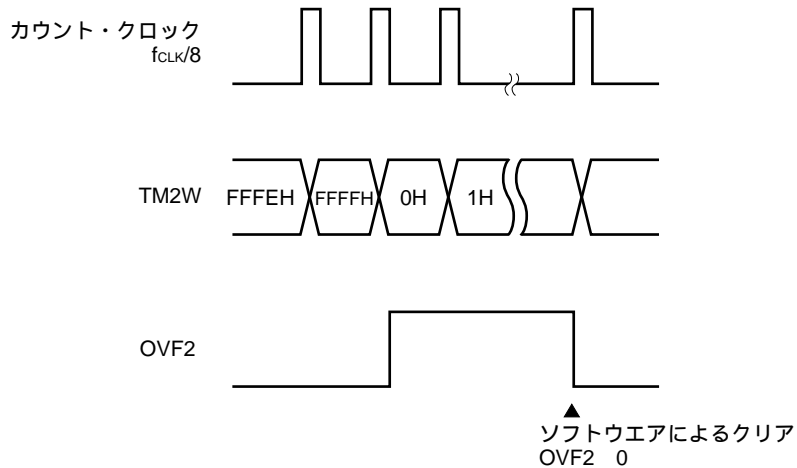 カウント・クロック
fCLK/8
TM2W FFFEH FFFFH 0H 1H
OVF2
ソフトウエアによるクリア
OVF2 0